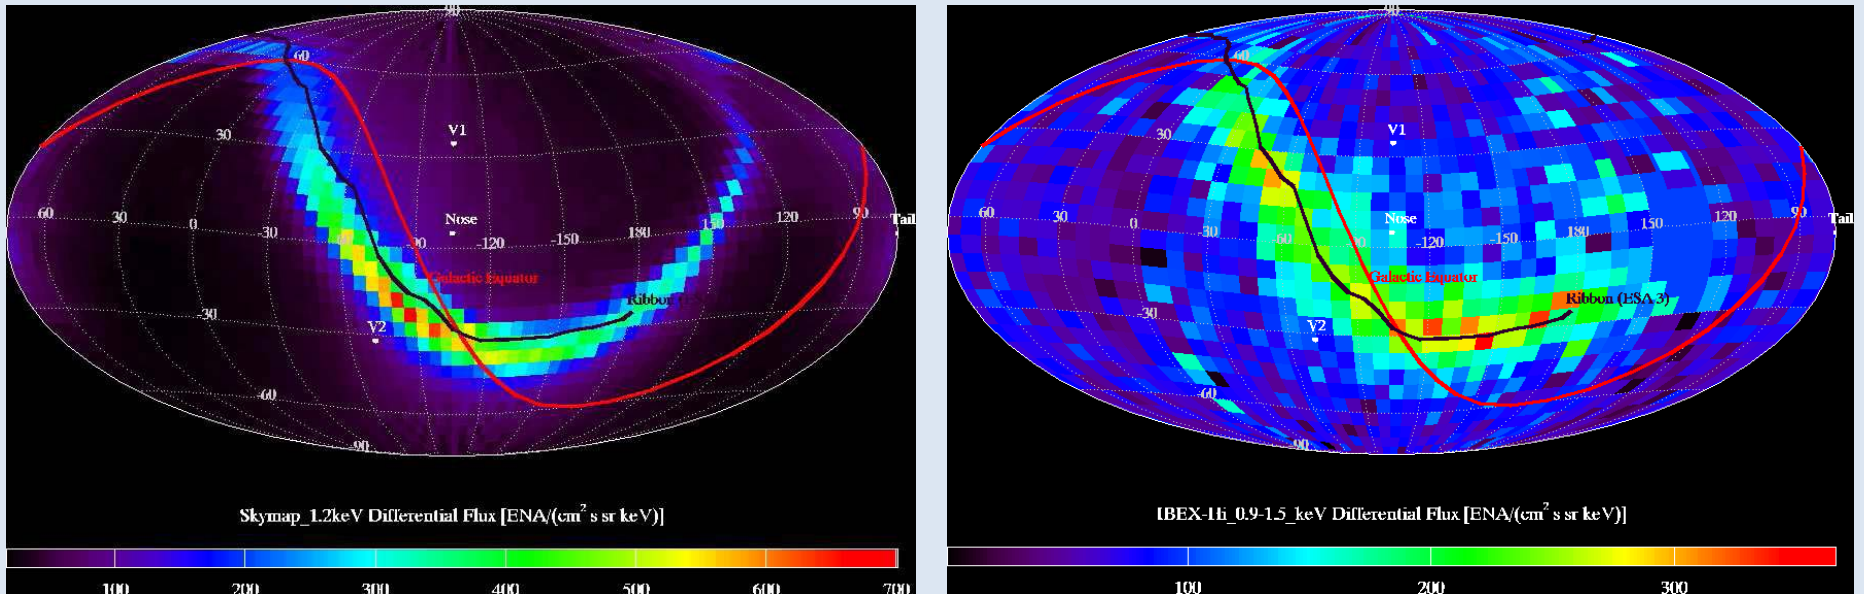 90
60
30
V1
60
30
0
-30
-60
-90
Nose
-120
-150
180
150
120
90
Tail
Galactic Equator
Ribbon (ES
-30
V2
-60
-90
Skymap_1.2keV Differential Flux [ENA/(cm² s sr keV)]
100 200 300 400 500 600 700
90
60
30
V1
60
30
0
-30
-60
-90
Nose
-120
-150
180
150
120
90
Tail
Galactic Equator
Ribbon (ESA 3)
-30
V2
-60
-90
IBEX-Hi_0.9-1.5_keV Differential Flux [ENA/(cm² s sr keV)]
100 200 300